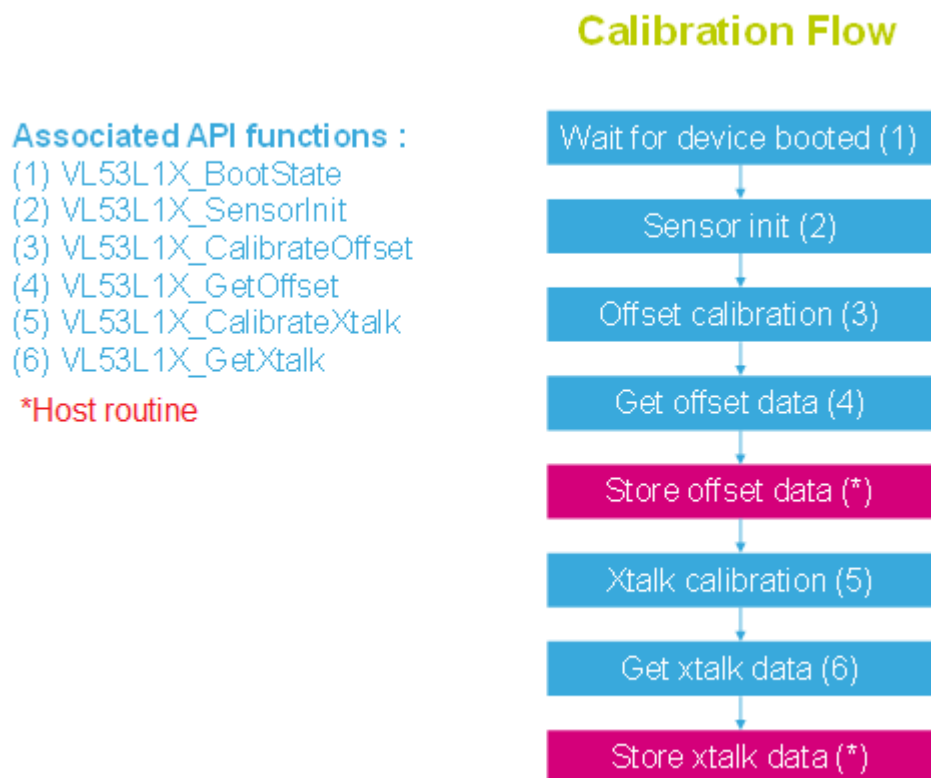 Calibration Flow
Associated API functions :
(1) VL53L1X_BootState
(2) VL53L1X_SensorInit
(3) VL53L1X_CalibrateOffset
(4) VL53L1X_GetOffset
(5) VL53L1X_CalibrateXtalk
(6) VL53L1X_GetXtalk
*Host routine
Wait for device booted (1)
Sensor init (2)
Offset calibration (3)
Get offset data (4)
Store offset data (*)
Xtalk calibration (5)
Get xtalk data (6)
Store xtalk data (*)